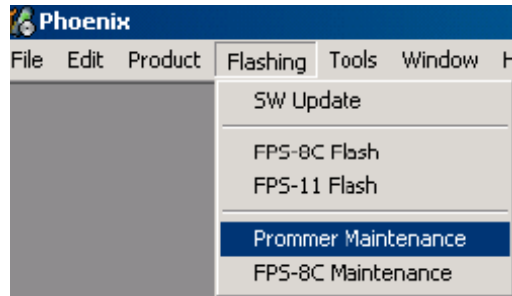 Phoenix
File Edit Product Flashing Tools Window H
SW Update
FPS-8C Flash
FPS-11 Flash
Prommer Maintenance
FPS-8C Maintenance